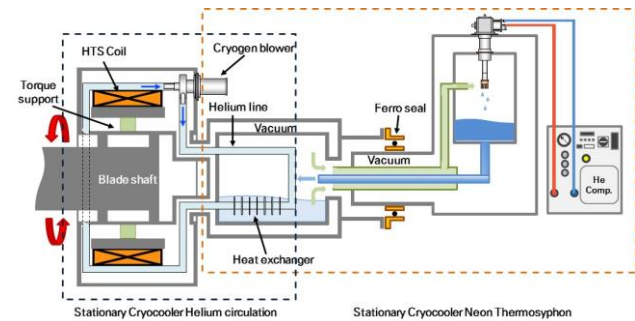 HTS Coil
Cryogen blower
Torque
support
Helium line
Ferro seal
Vacuum
Vacuum
Blade shaft
He
Comp.
Heat exchanger
Stationary Cryocooler Helium circulation
Stationary Cryocooler Neon Thermosyphon